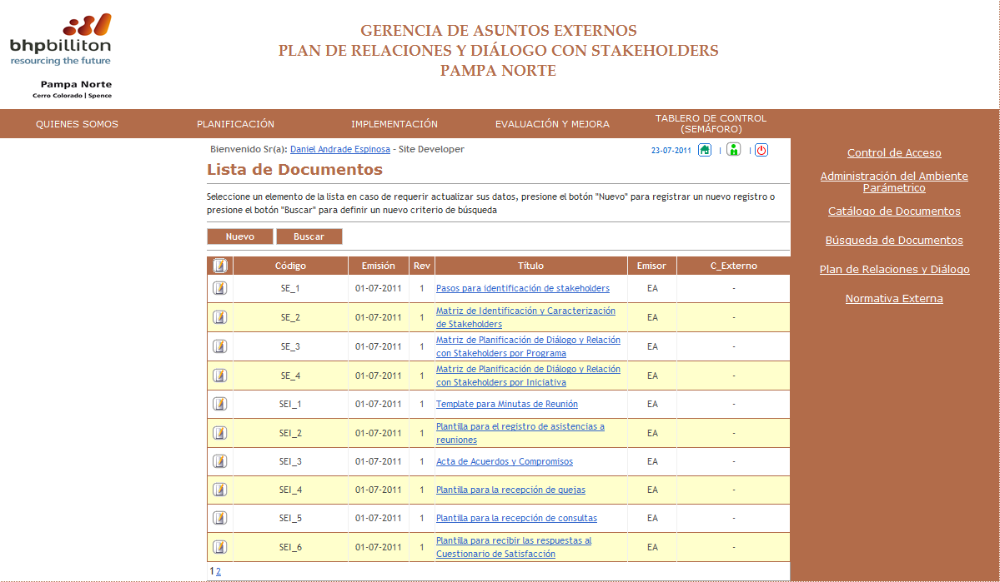 bhpbilliton
resourcing the future
Pampa Norte
Cerro Colorado | Spence
GERENCIA DE ASUNTOS EXTERNOS
PLAN DE RELACIONES Y DIÁLOGO CON STAKEHOLDERS
PAMPA NORTE
QUIENES SOMOS PLANIFICACIÓN IMPLEMENTACIÓN EVALUACIÓN Y MEJORA TABLERO DE CONTROL
(SEMÁFORO)
Bienvenido Sr(a): Daniel Andrade Espinosa - Site Developer 23-07-2011 | |
Lista de Documentos
Seleccione un elemento de la lista en caso de requerir actualizar sus datos, presione el botón "Nuevo" para registrar un nuevo registro o
presione el botón "Buscar" para definir un nuevo criterio de búsqueda
Nuevo Buscar
Código Emisión Rev Título Emisor C_Externo
SE_1 01-07-2011 1 Pasos para identificación de stakeholders EA -
SE_2 01-07-2011 1 Matriz de Identificación y Caracterización
de Stakeholders EA -
SE_3 01-07-2011 1 Matriz de Planificación de Diálogo y Relación
con Stakeholders por Programa EA -
SE_4 01-07-2011 1 Matriz de Planificación de Diálogo y Relación
con Stakeholders por Iniciativa EA -
SEI_1 01-07-2011 1 Template para Minutas de Reunión EA -
SEI_2 01-07-2011 1 Plantilla para el registro de asistencias a
reuniones EA -
SEI_3 01-07-2011 1 Acta de Acuerdos y Compromisos EA -
SEI_4 01-07-2011 1 Plantilla para la recepción de quejas EA -
SEI_5 01-07-2011 1 Plantilla para la recepción de consultas EA -
SEI_6 01-07-2011 1 Plantilla para recibir las respuestas al
Cuestionario de Satisfacción EA -
1 2
Control de Acceso
Administración del Ambiente
Parámetrico
Catálogo de Documentos
Búsqueda de Documentos
Plan de Relaciones y Diálogo
Normativa Externa